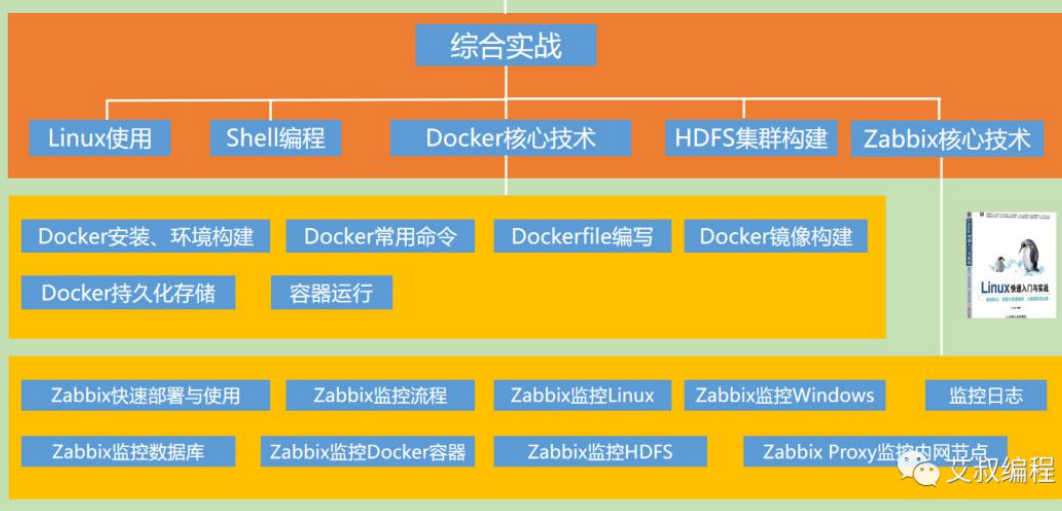 综合实战
Linux使用
Shell编程
Docker核心技术
HDFS集群构建
Zabbix核心技术
Docker安装、环境构建
Docker常用命令
Dockerfile编写
Docker镜像构建
Docker持久化存储
容器运行
Linux快速入门与实战
Zabbix快速部署与使用
Zabbix监控流程
Zabbix监控Linux
Zabbix监控Windows
监控日志
Zabbix监控数据库
Zabbix监控Docker容器
Zabbix监控HDFS
Zabbix Proxy监控内网节点
艾叔编程